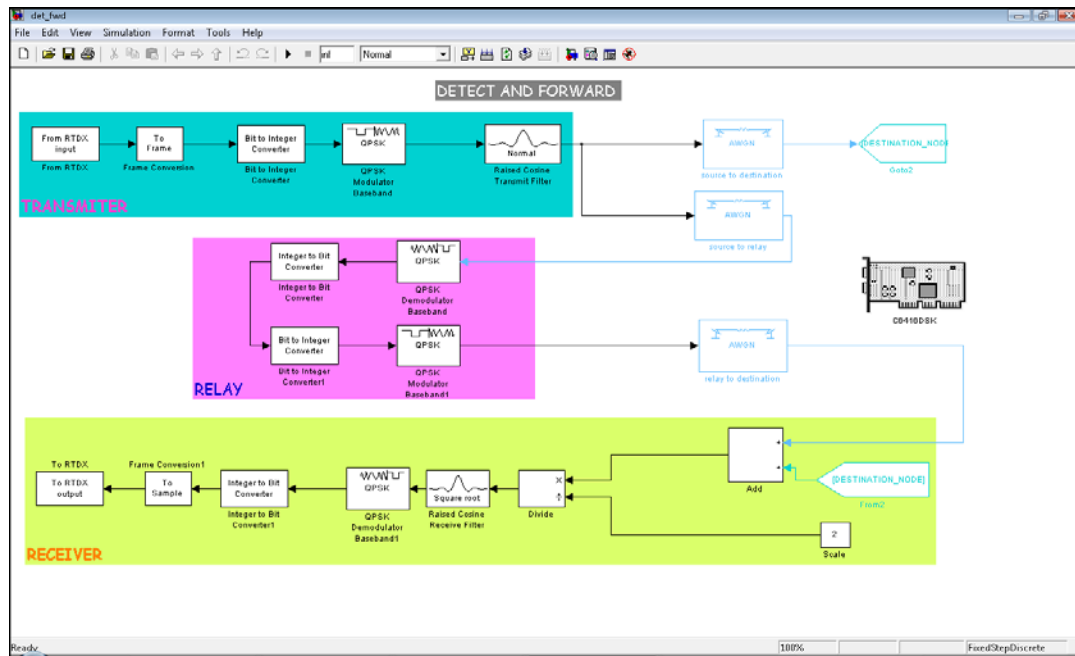 det_fwd
File Edit View Simulation Format Tools Help
inf Normal
DETECT AND FORWARD
From RTDX
input
From RTDX
To
Frame
Frame Conversion
Bit to Integer
Converter
Bit to Integer
Converter
QPSK
QPSK
Modulator
Baseband
Normal
Raised Cosine
Transmit Filter
TRANSMITER
AWGN
source to destination
[DESTINATION_NODE
Goto2
AWGN
source to relay
Integer to Bit
Converter
Integer to Bit
Converter
QPSK
QPSK
Demodulator
Baseband
Bit to Integer
Converter
Bit to Integer
Converter1
QPSK
QPSK
Modulator
Baseband1
RELAY
AWGN
relay to destination
C6416DSK
To RTDX
To RTDX
output
Frame Conversion1
To
Sample
Integer to Bit
Converter
Integer to Bit
Converter1
QPSK
QPSK
Demodulator
Baseband1
Square root
Raised Cosine
Receive Filter
×
÷
Divide
+
+
Add
[DESTINATION_NODE]
From2
2
Scale
RECEIVER
Ready
100%
FixedStepDiscrete